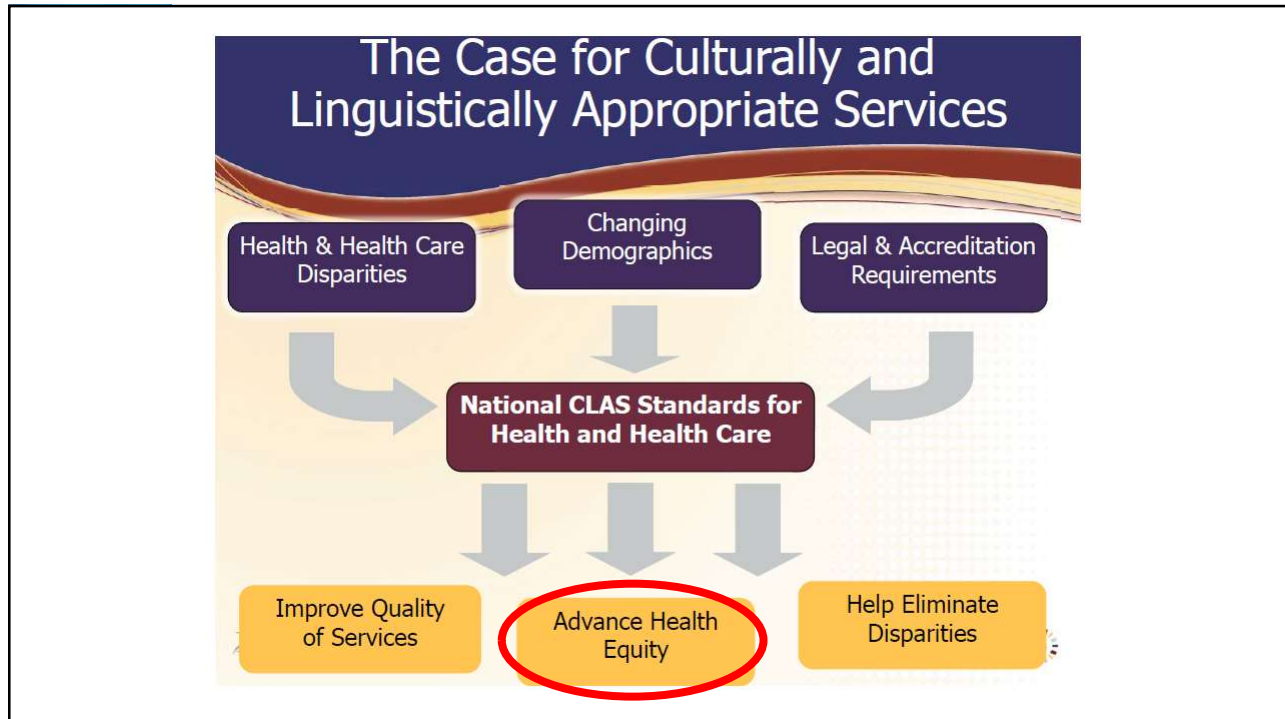 The Case for Culturally and
Linguistically Appropriate Services
Health & Health Care
Disparities
Changing
Demographics
Legal & Accreditation
Requirements
National CLAS Standards for
Health and Health Care
Improve Quality
of Services
Advance Health
Equity
Help Eliminate
Disparities